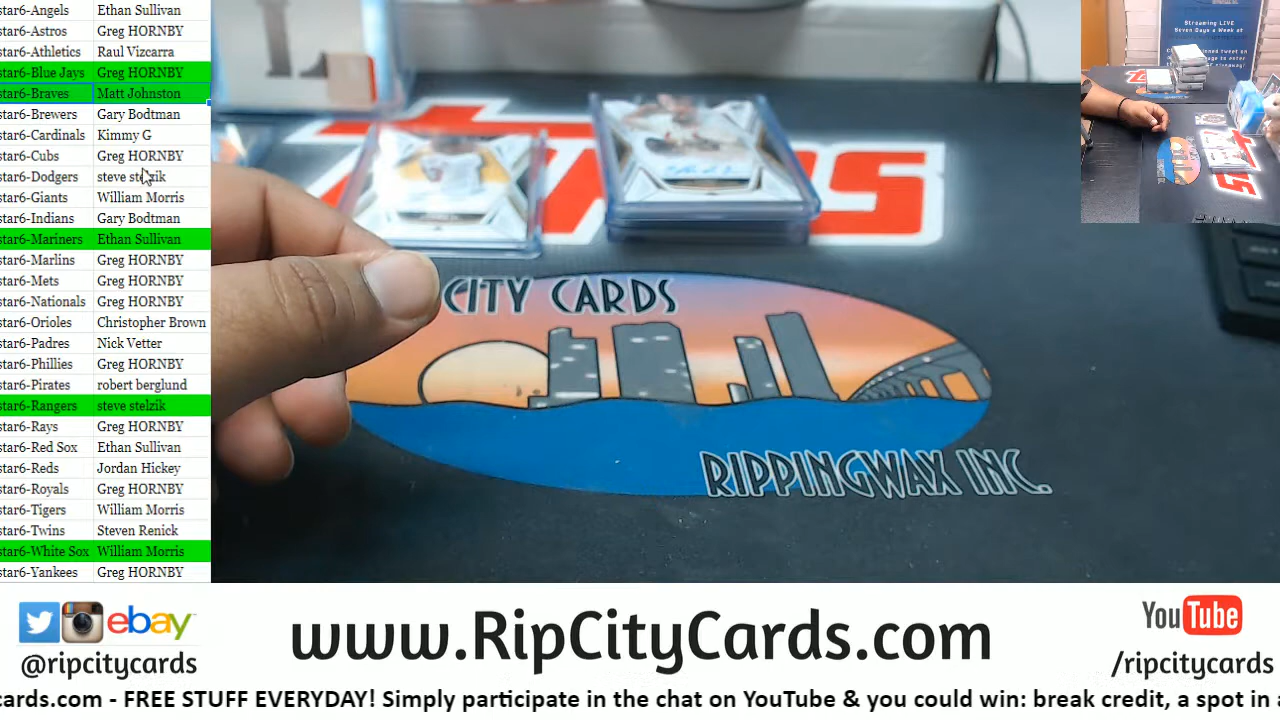 star6-Angels Ethan Sullivan
star6-Astros Greg HORNBY
star6-Athletics Raul Vizcarra
star6-Blue Jays Greg HORNBY
star6-Braves Matt Johnston
star6-Brewers Gary Bodtman
star6-Cardinals Kimmy G
star6-Cubs Greg HORNBY
star6-Dodgers steve stelzik
star6-Giants William Morris
star6-Indians Gary Bodtman
star6-Mariners Ethan Sullivan
star6-Marlins Greg HORNBY
star6-Mets Greg HORNBY
star6-Nationals Greg HORNBY
star6-Orioles Christopher Brown
star6-Padres Nick Vetter
star6-Phillies Greg HORNBY
star6-Pirates robert berglund
star6-Rangers steve stelzik
star6-Rays Greg HORNBY
star6-Red Sox Ethan Sullivan
star6-Reds Jordan Hickey
star6-Royals Greg HORNBY
star6-Tigers William Morris
star6-Twins Steven Renick
star6-White Sox William Morris
star6-Yankees Greg HORNBY
Streaming LIVE
Seven Days a Week at
CITY CARDS
RIPPINGWAX INC.
ebay
@ripcitycards
www.RipCityCards.com
YouTube
/ripcitycards
cards.com - FREE STUFF EVERYDAY! Simply participate in the chat on YouTube & you could win: break credit, a spot in a